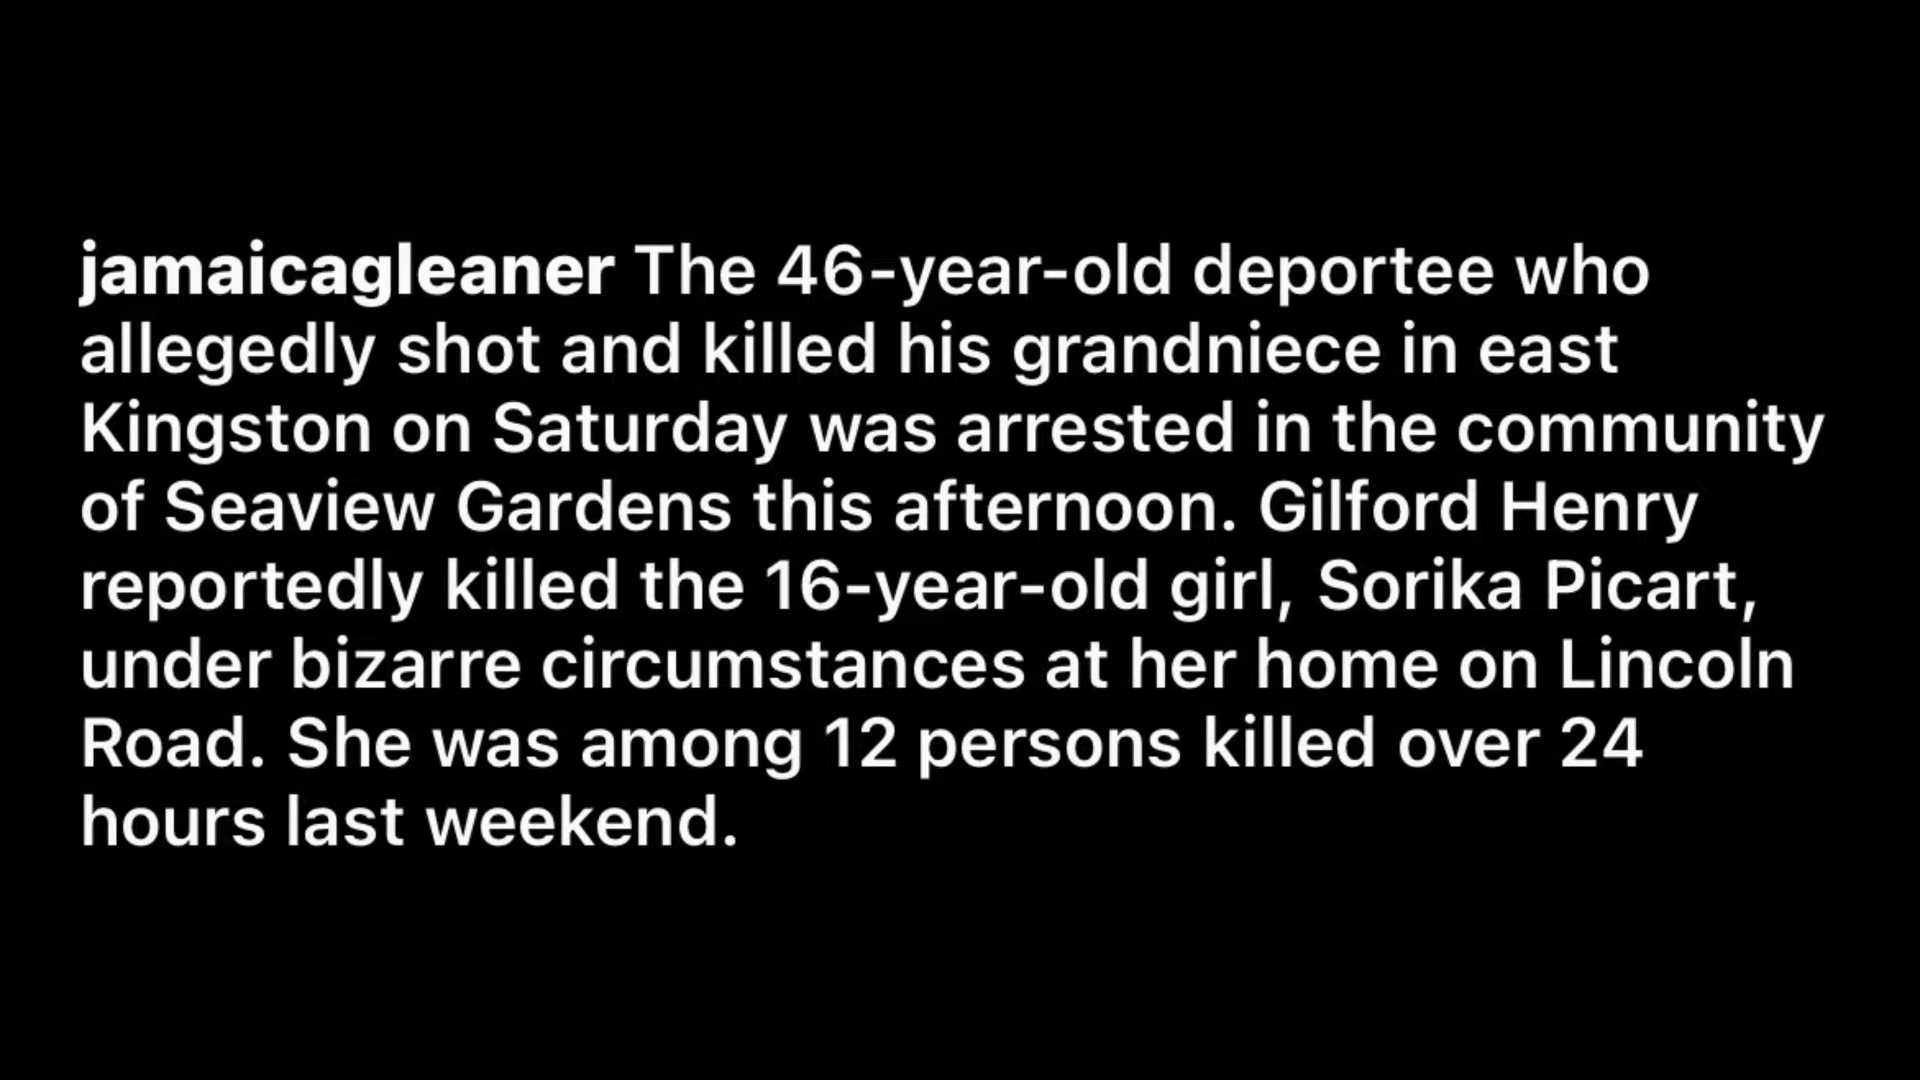 jamaicagleaner The 46-year-old deportee who
allegedly shot and killed his grandniece in east
Kingston on Saturday was arrested in the community
of Seaview Gardens this afternoon. Gilford Henry
reportedly killed the 16-year-old girl, Sorika Picart,
under bizarre circumstances at her home on Lincoln
Road. She was among 12 persons killed over 24
hours last weekend.